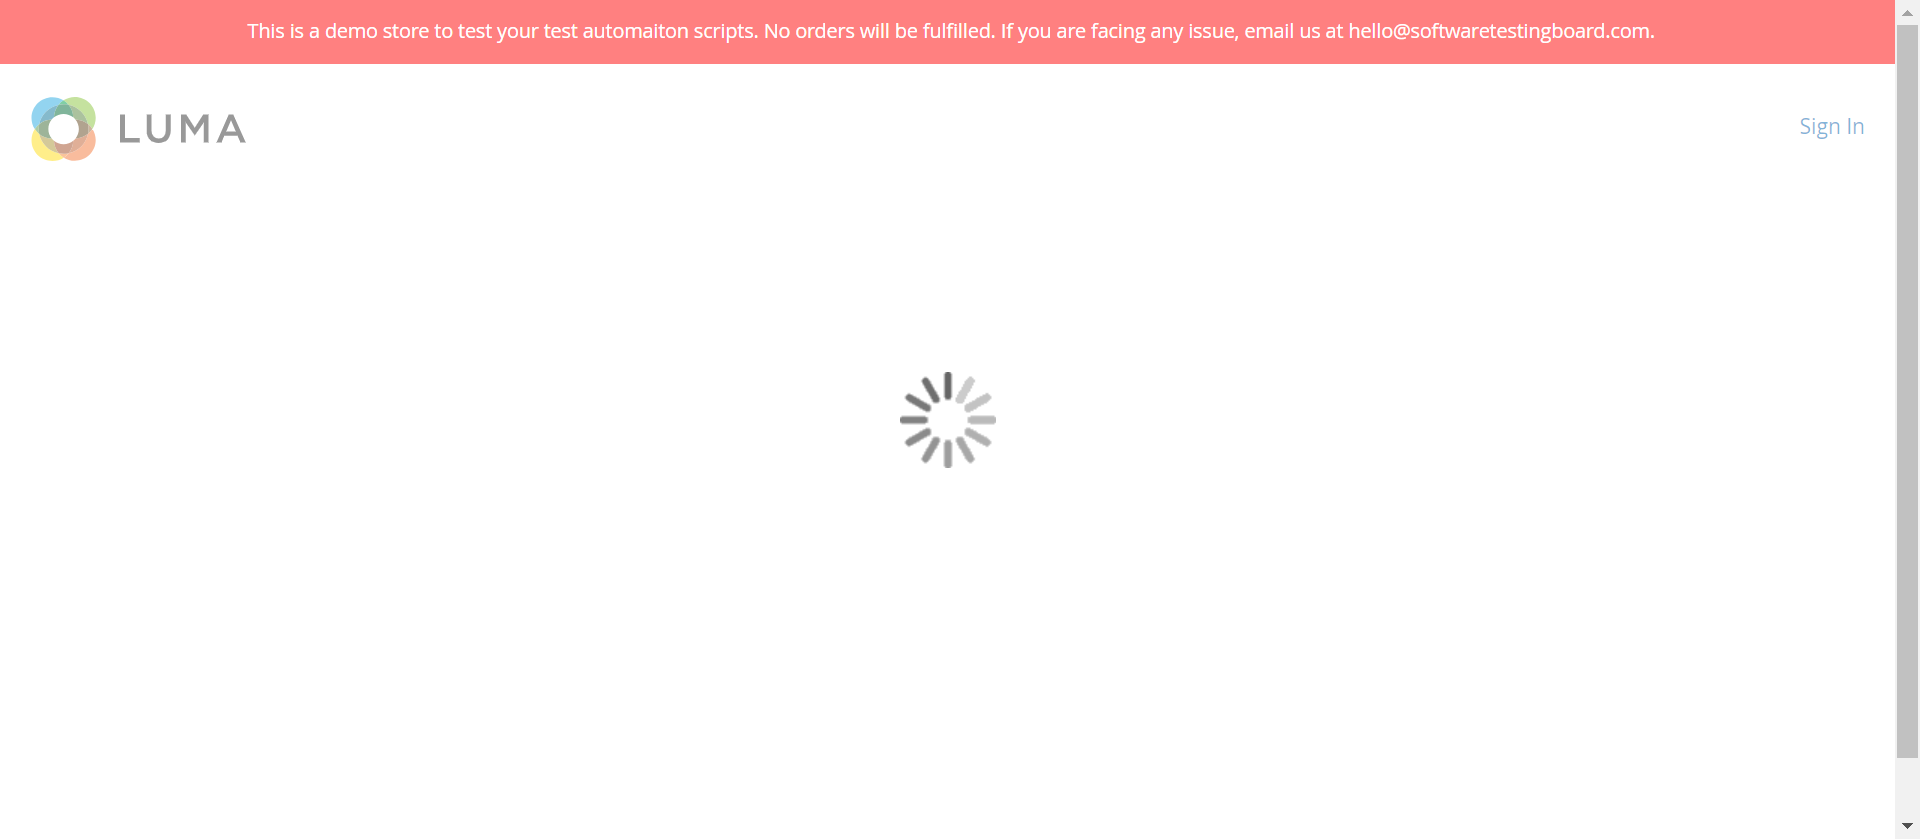 This is a demo store to test your test automaiton scripts. No orders will be fulfilled. If you are facing any issue, email us at hello@softwaretestingboard.com.
LUMA
Sign In